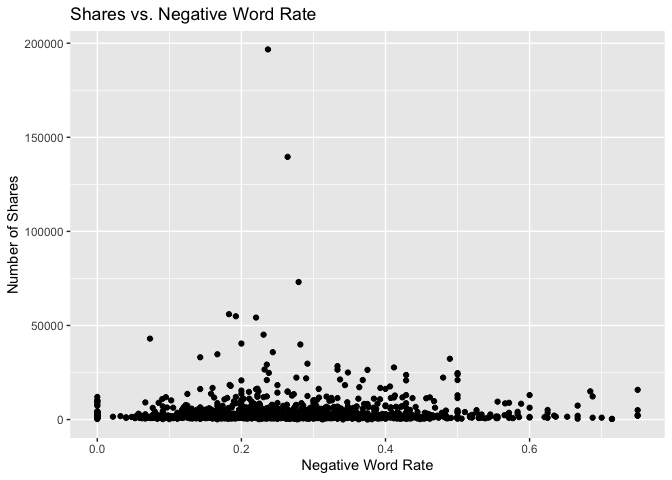 Shares vs. Negative Word Rate
200000
150000
100000
50000
0
Number of Shares
0.0 0.2 0.4 0.6
Negative Word Rate